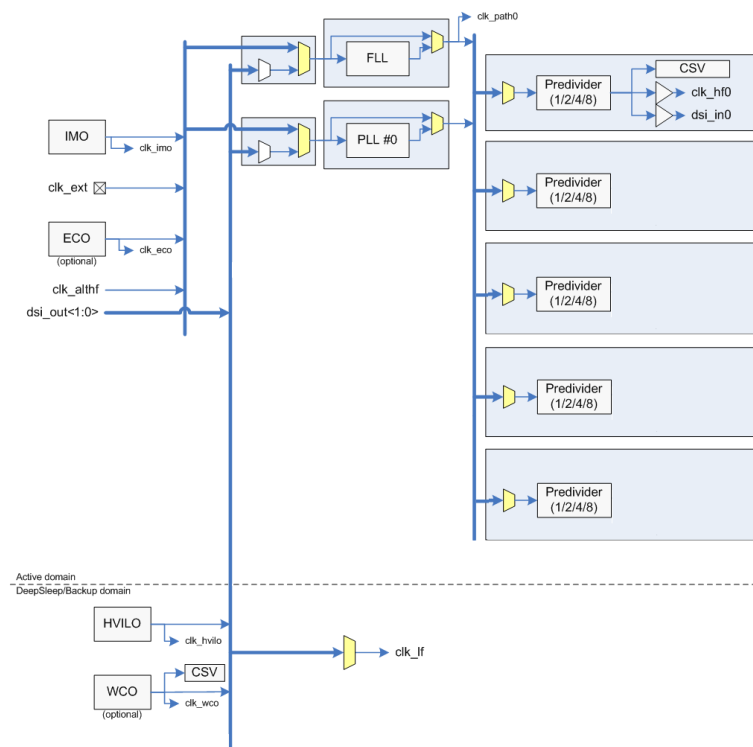 clk_path0
FLL
CSV
Predivider
(1/2/4/8)
clk_hf0
dsi_in0
IMO
clk_imo
PLL #0
clk_ext
Predivider
(1/2/4/8)
ECO
(optional)
clk_eco
clk_althf
dsi_out<1:0>
Predivider
(1/2/4/8)
Predivider
(1/2/4/8)
Predivider
(1/2/4/8)
Active domain
DeepSleep/Backup domain
HVILO
clk_hvilo
clk_lf
CSV
WCO
(optional)
clk_wco